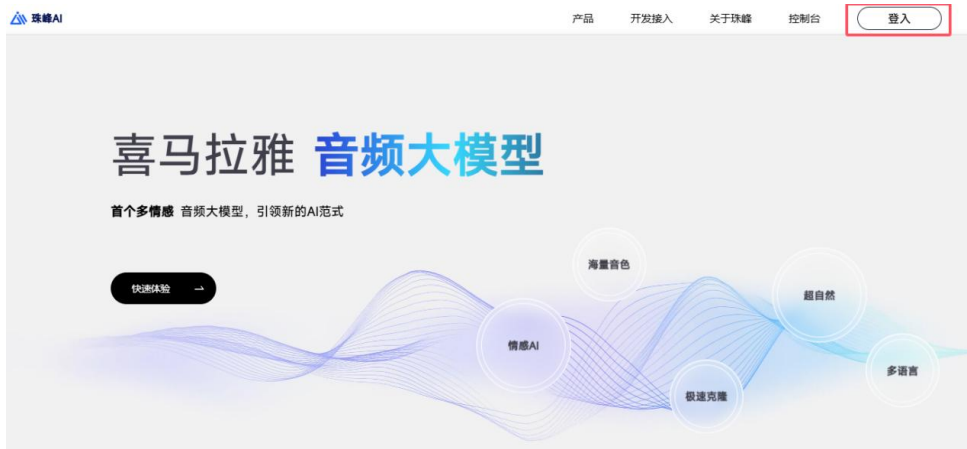 珠峰AI
产品 开发接入 关于珠峰 控制台 登入
喜马拉雅 音频大模型
首个多情感 音频大模型，引领新的AI范式
海量音色
快速体验 →
超自然
情感AI
多语言
极速克隆